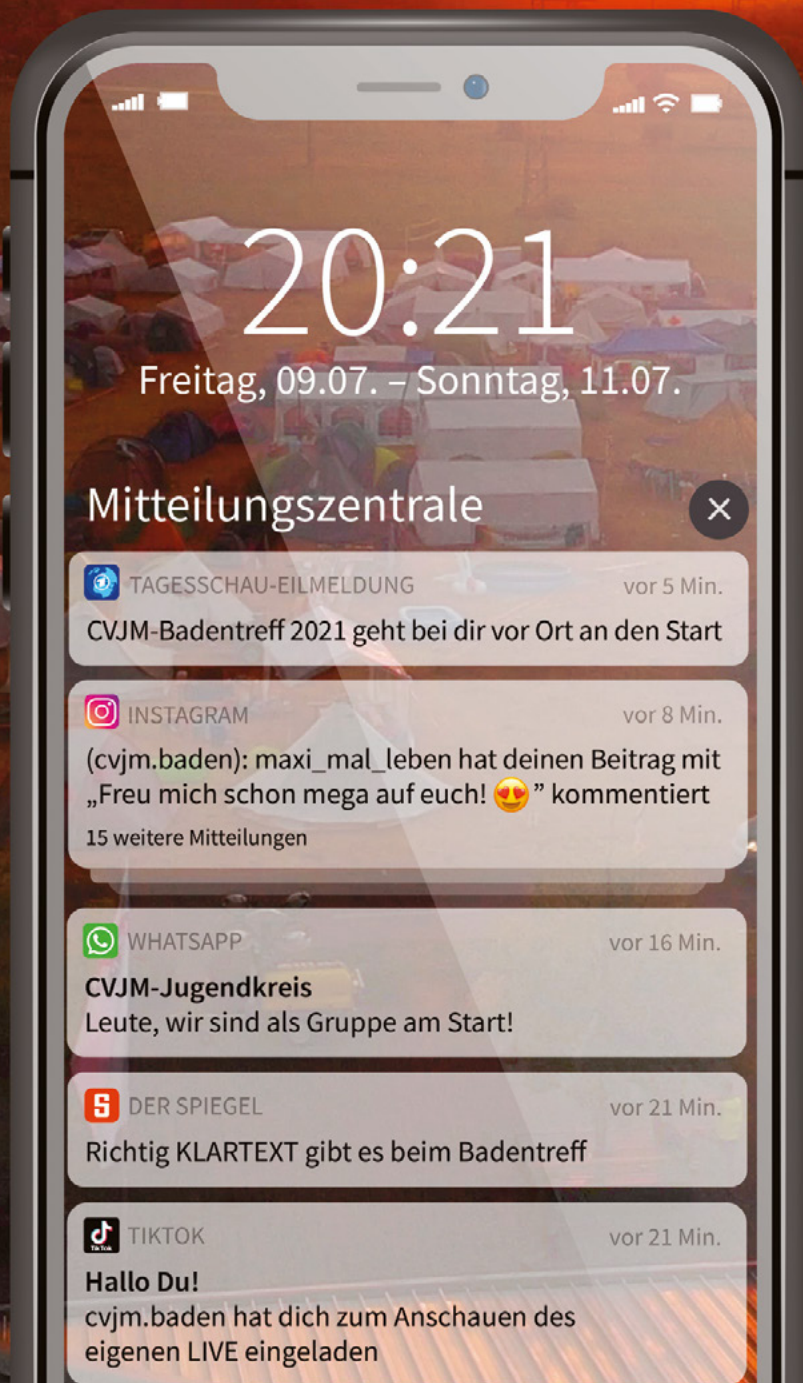 20:21
Freitag, 09.07. – Sonntag, 11.07.
Mitteilungszentrale
TAGESSCHAU-EILMELDUNG vor 5 Min.
CVJM-Badentreff 2021 geht bei dir vor Ort an den Start
INSTAGRAM vor 8 Min.
(cvjm.baden): maxi_mal_leben hat deinen Beitrag mit
„Freu mich schon mega auf euch! 😍” kommentiert
15 weitere Mitteilungen
WHATSAPP vor 16 Min.
CVJM-Jugendkreis
Leute, wir sind als Gruppe am Start!
DER SPIEGEL vor 21 Min.
Richtig KLARTEXT gibt es beim Badentreff
TikTok TIKTOK vor 21 Min.
Hallo Du!
cvjm.baden hat dich zum Anschauen des
eigenen LIVE eingeladen